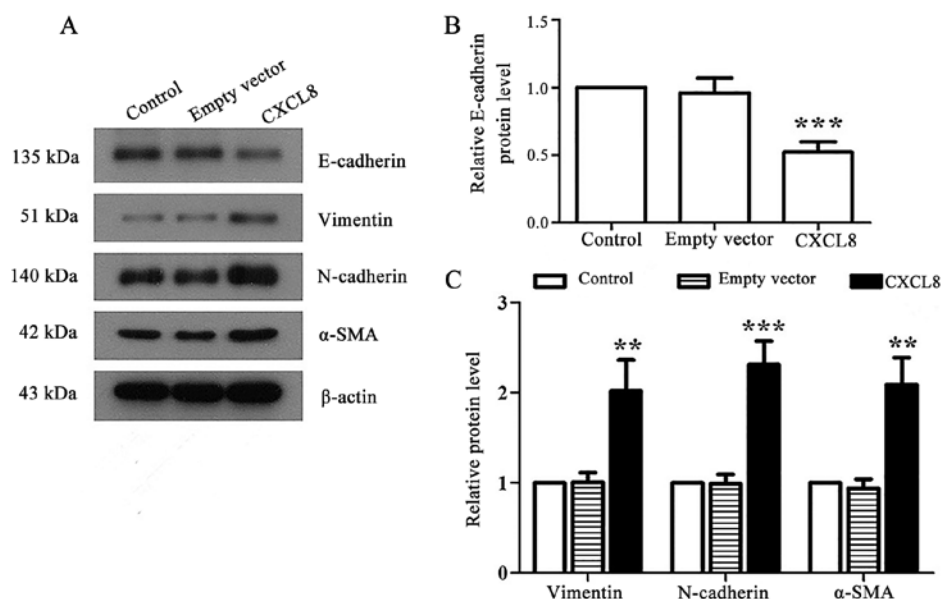 A
Control
Empty vector
CXCL8
135 kDa
E-cadherin
51 kDa
Vimentin
140 kDa
N-cadherin
42 kDa
α-SMA
43 kDa
β-actin
B
Relative E-cadherin
protein level
1.5
1.0
0.5
0.0
***
Control
Empty vector
CXCL8
C
Control
Empty vector
CXCL8
Relative protein level
3
2
1
0
**
***
**
Vimentin
N-cadherin
α-SMA